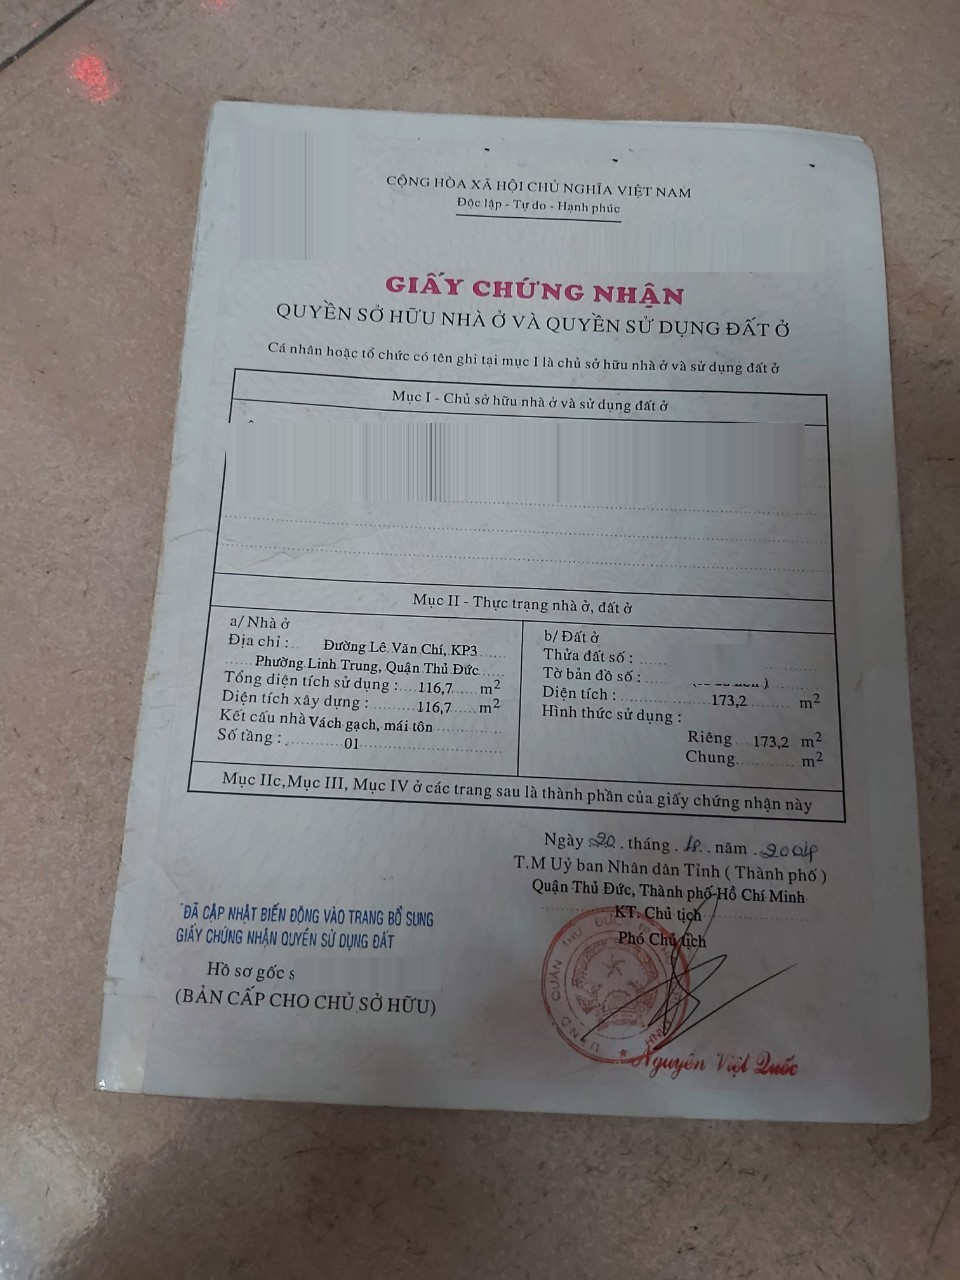 CỘNG HÒA XÃ HỘI CHỦ NGHĨA VIỆT NAM
Độc lập - Tự do - Hạnh phúc
GIẤY CHỨNG NHẬN
QUYỀN SỞ HỮU NHÀ Ở VÀ QUYỀN SỬ DỤNG ĐẤT Ở
Cá nhân hoặc tổ chức có tên ghi tại mục I là chủ sở hữu nhà ở và sử dụng đất ở
Mục I - Chủ sở hữu nhà ở và sử dụng đất ở
Mục II - Thực trạng nhà ở, đất ở
a/ Nhà ở
Địa chỉ : Đường Lê Văn Chí, KP3
Phường Linh Trung, Quận Thủ Đức
Tổng diện tích sử dụng : 116,7 m2
Diện tích xây dựng : 116,7 m2
Kết cấu nhà Vách gạch, mái tôn
Số tầng : 01
b/ Đất ở
Thửa đất số :
Tờ bản đồ số :
Diện tích : 173,2 m2
Hình thức sử dụng :
Riêng 173,2 m2
Chung m2
Mục IIc,Mục III, Mục IV ở các trang sau là thành phần của giấy chứng nhận này
Ngày 20 tháng năm 2004
T.M Uỷ ban Nhân dân Tỉnh ( Thành phố )
Quận Thủ Đức, Thành phố Hồ Chí Minh
KT. Chủ tịch
Phó Chủ tịch
ĐÃ CẬP NHẬT BIẾN ĐỘNG VÀO TRANG BỔ SUNG
GIẤY CHỨNG NHẬN QUYỀN SỬ DỤNG ĐẤT
Hồ sơ gốc s
(BẢN CẤP CHO CHỦ SỞ HỮU)
Nguyễn Việt Quốc